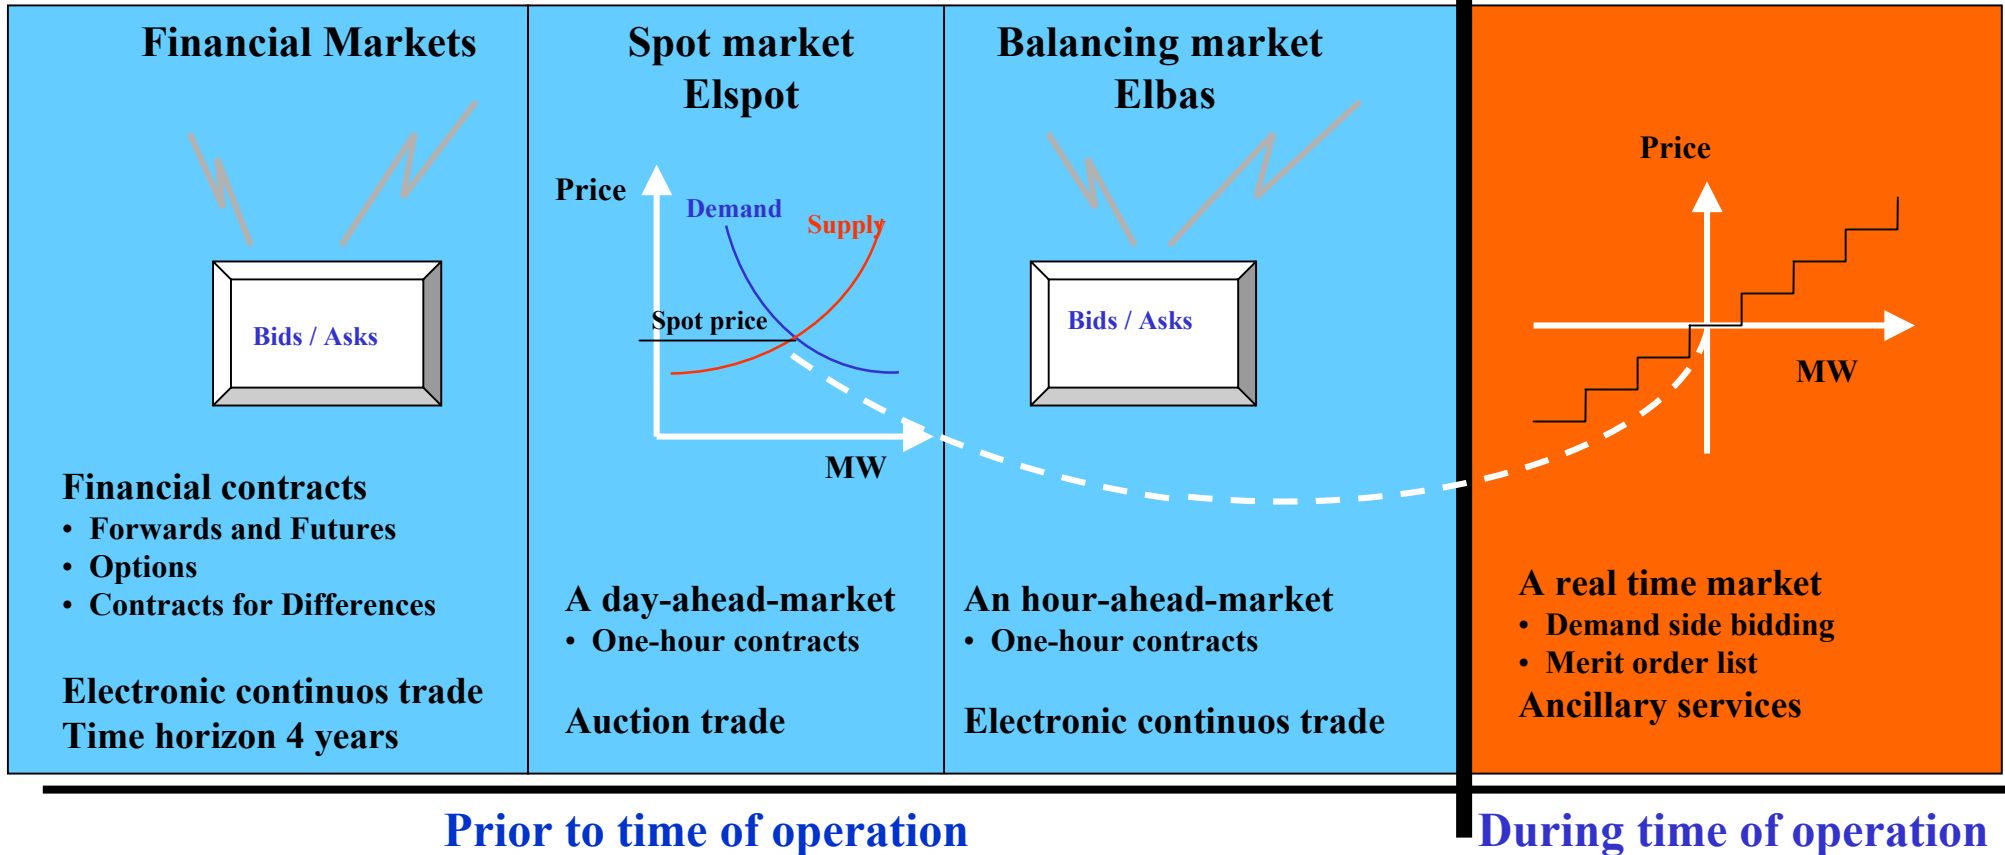 Financial Markets
Bids / Asks
Financial contracts
• Forwards and Futures
• Options
• Contracts for Differences
Electronic continuos trade
Time horizon 4 years
Spot market
Elspot
Price
Demand
Supply
Spot price
MW
A day-ahead-market
• One-hour contracts
Auction trade
Balancing market
Elbas
Bids / Asks
An hour-ahead-market
• One-hour contracts
Electronic continuos trade
Price
MW
A real time market
• Demand side bidding
• Merit order list
Ancillary services
Prior to time of operation
During time of operation